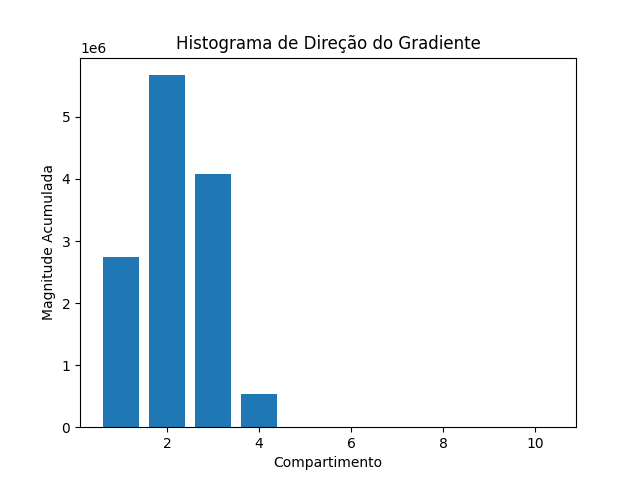 Histograma de Direção do Gradiente
1e6
5
4
3
2
1
0
Magnitude Acumulada
2 4 6 8 10
Compartimento